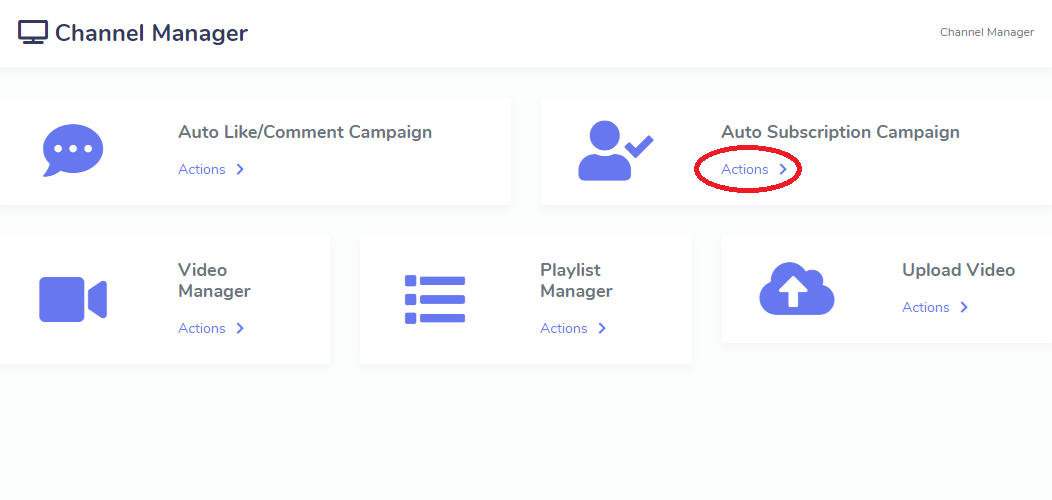 Channel Manager
Channel Manager
Auto Like/Comment Campaign
Actions
Auto Subscription Campaign
Actions
Video
Manager
Actions
Playlist
Manager
Actions
Upload Video
Actions